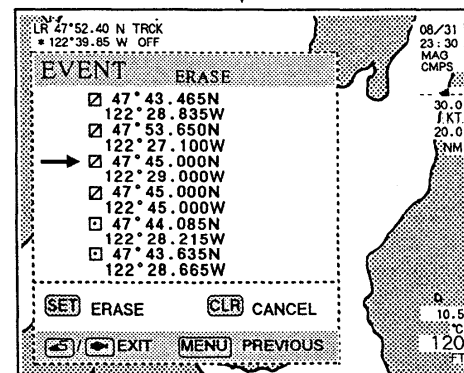 LR 47°52.40 N TRCK
* 122°39.85 W OFF
08/31
23:30
MAG
CMPS
EVENT ERASE
47°43.465N
122°28.835W
47°53.650N
122°27.100W
47°45.000N
122°29.000W
47°45.000N
122°45.000W
47°44.085N
122°28.215W
47°43.635N
122°28.665W
30.0
KT
20.0
NM
SET ERASE CLR CANCEL
/ EXIT MENU PREVIOUS
10.5
°C
120
FT